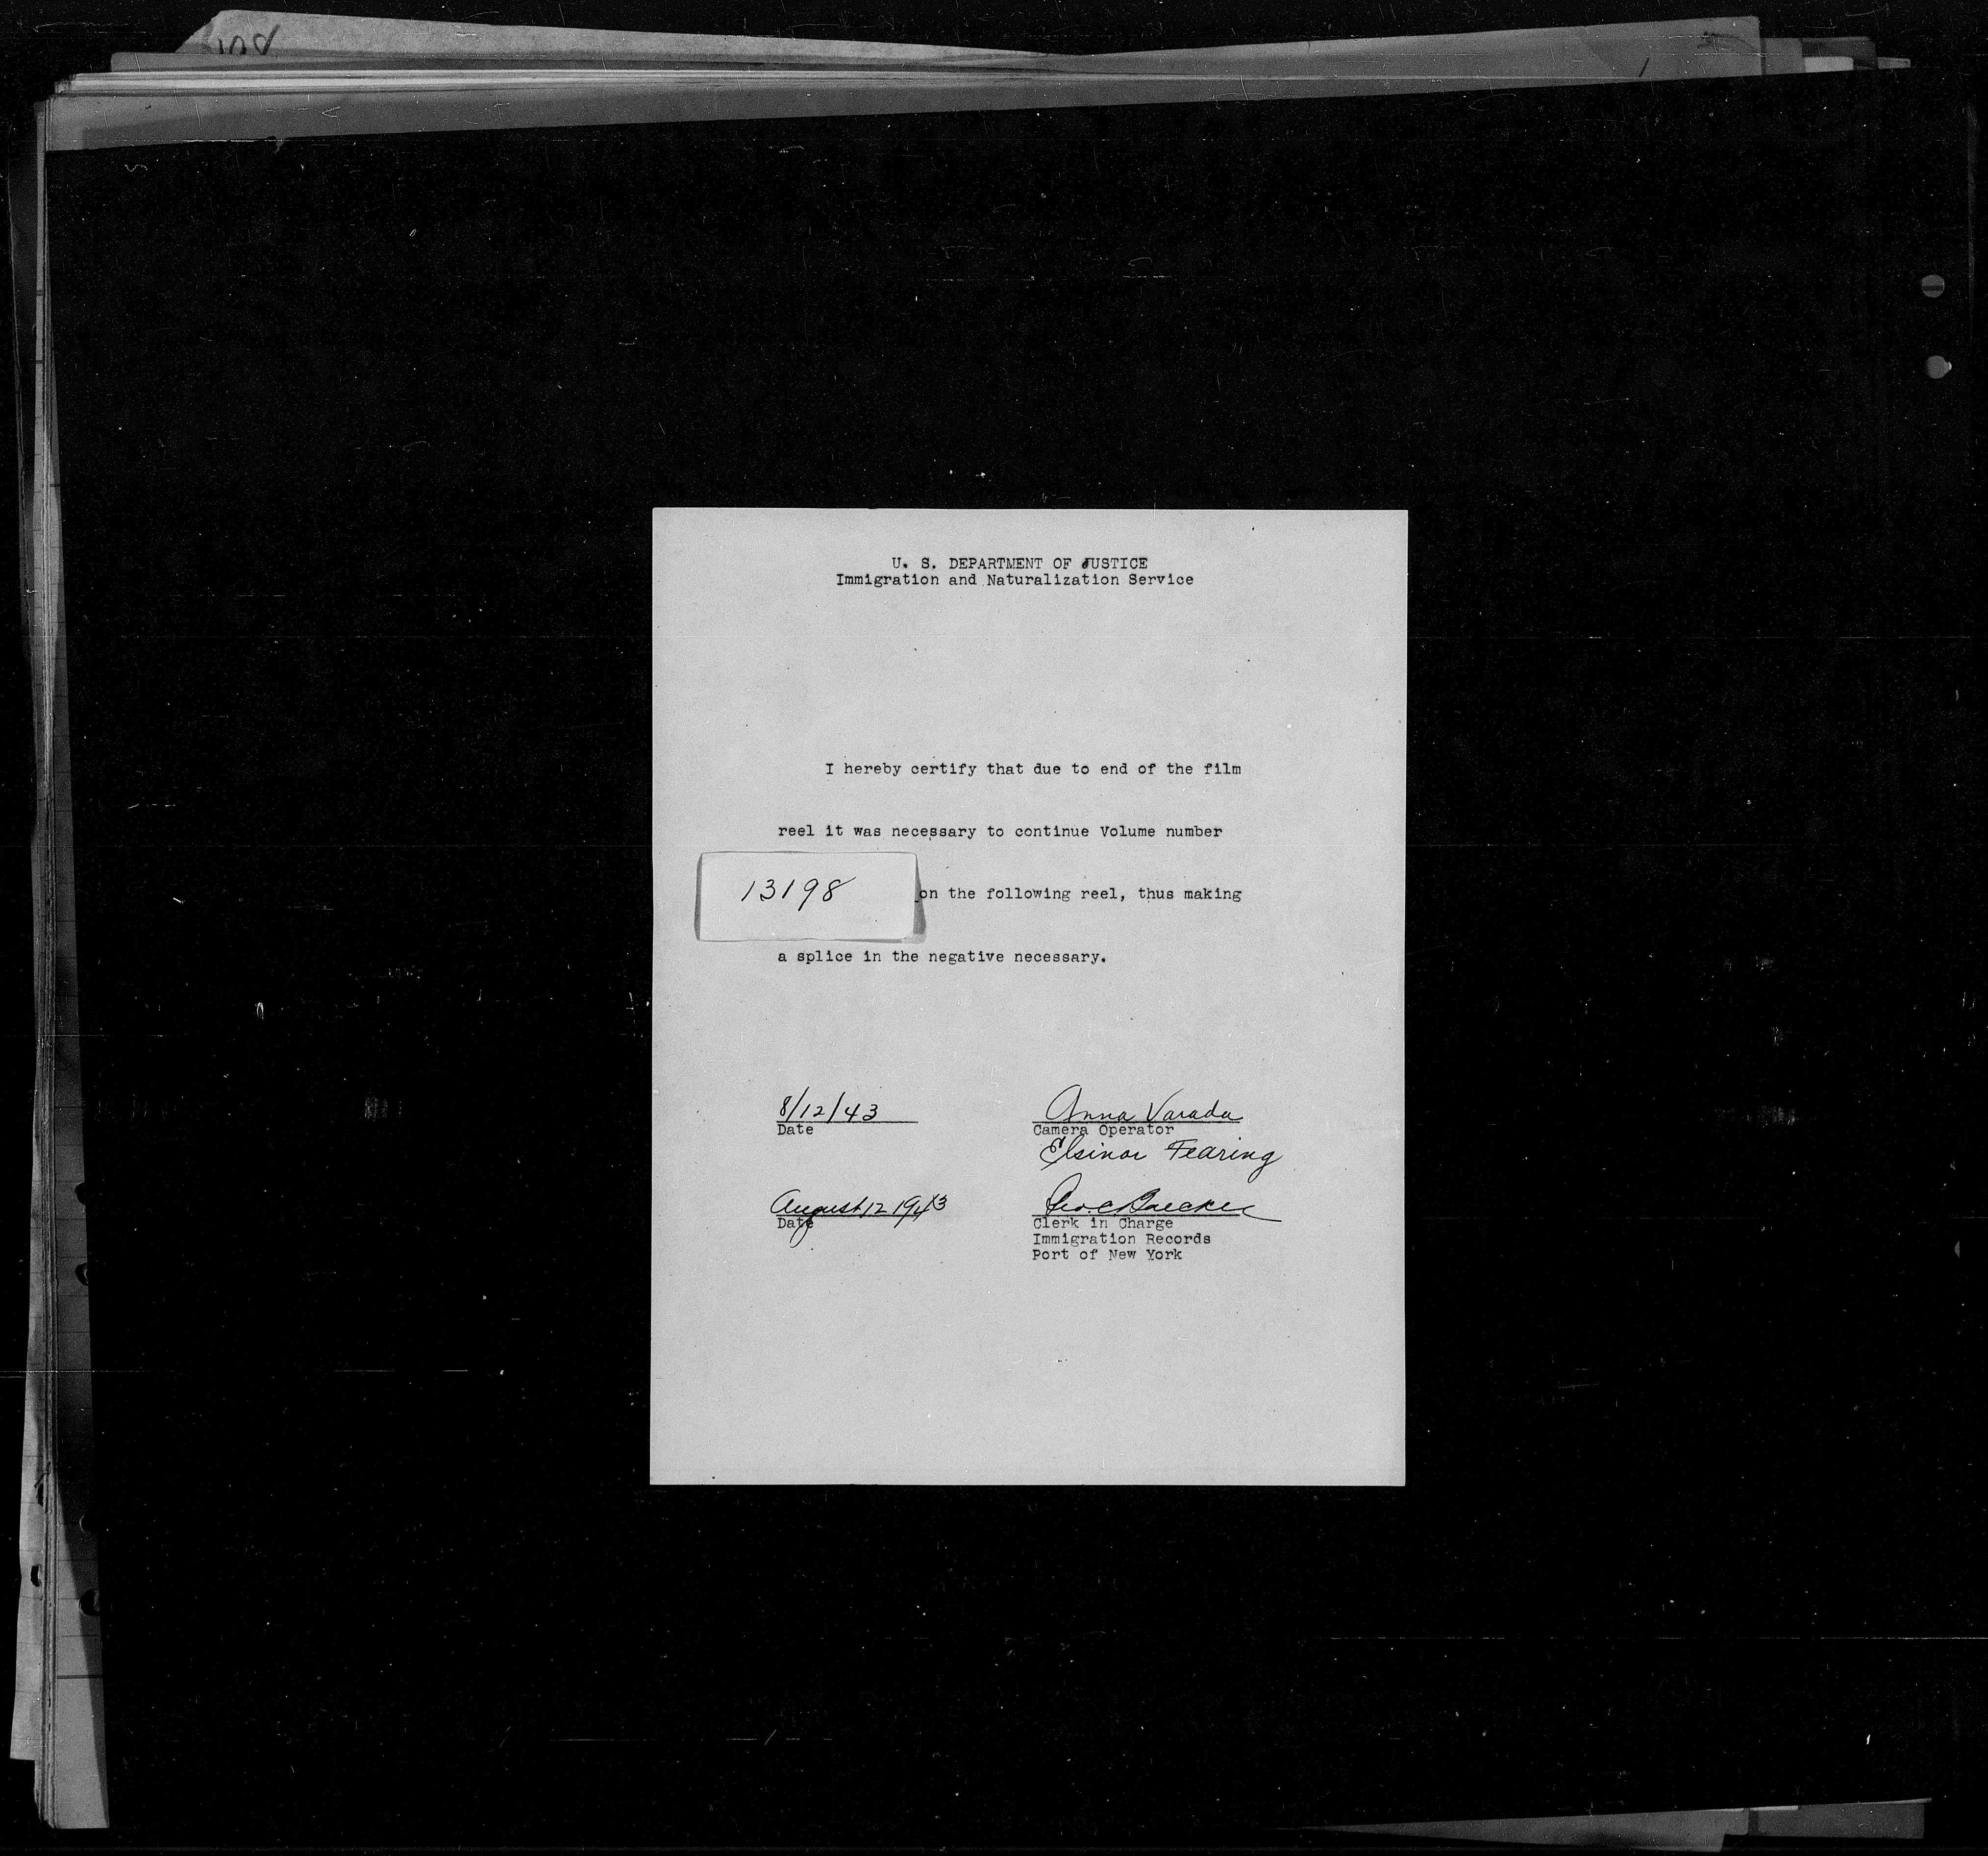 U. S. DEPARTMENT OF JUSTICE
Immigration and Naturalization Service
I hereby certify that due to end of the film
reel it was necessary to continue Volume number
13198 on the following reel, thus making
a splice in the negative necessary.
8/12/43 Anna Varada
Date Camera Operator
Elsinor Fearing
August 12 1943
Date Clerk in Charge
Immigration Records
Port of New York